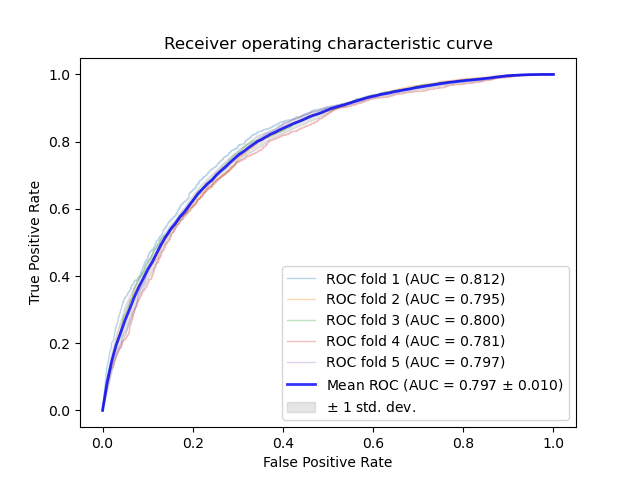 Receiver operating characteristic curve
True Positive Rate
1.0
0.8
0.6
0.4
0.2
0.0
ROC fold 1 (AUC = 0.812)
ROC fold 2 (AUC = 0.795)
ROC fold 3 (AUC = 0.800)
ROC fold 4 (AUC = 0.781)
ROC fold 5 (AUC = 0.797)
Mean ROC (AUC = 0.797 ± 0.010)
± 1 std. dev.
0.0 0.2 0.4 0.6 0.8 1.0
False Positive Rate